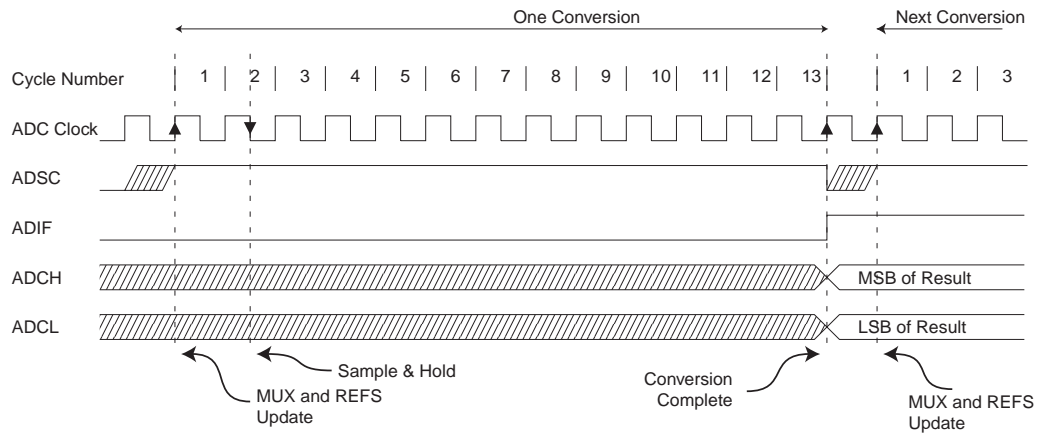 One Conversion Next Conversion
Cycle Number 1 2 3 4 5 6 7 8 9 10 11 12 13 1 2 3
ADC Clock
ADSC
ADIF
ADCH MSB of Result
ADCL LSB of Result
Sample & Hold
MUX and REFS
Update
Conversion
Complete
MUX and REFS
Update